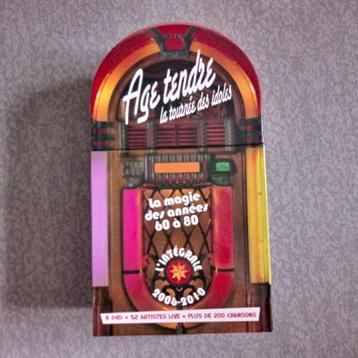 Age tendre
la tournée des idoles
La magie
des années
60 à 80
L'INTÉGRALE
2006-2010
5 DVD • 52 ARTISTES LIVE • PLUS DE 200 CHANSONS